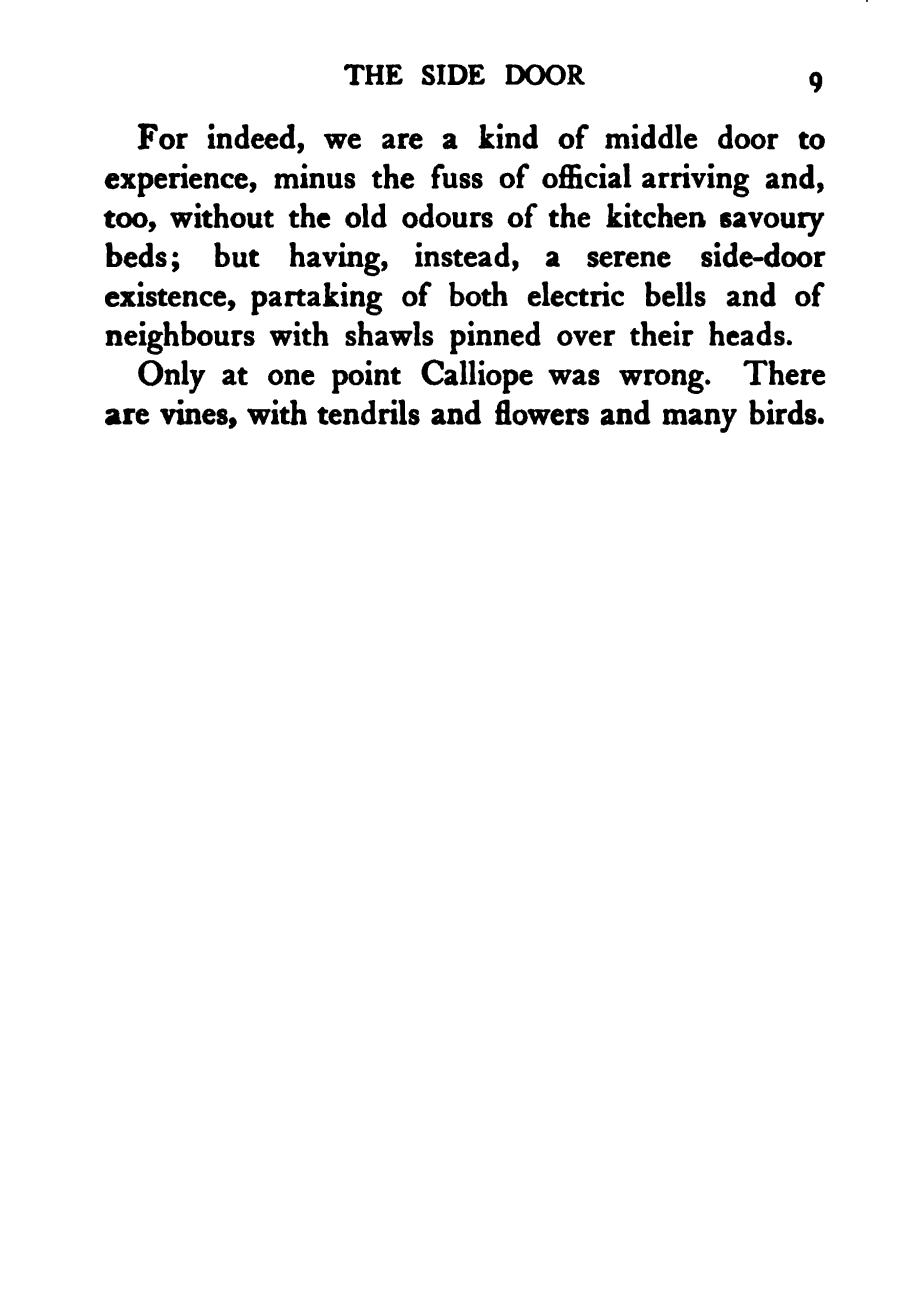 THE SIDE DOOR 9
For indeed, we are a kind of middle door to
experience, minus the fuss of official arriving and,
too, without the old odours of the kitchen savoury
beds; but having, instead, a serene side-door
existence, partaking of both electric bells and of
neighbours with shawls pinned over their heads.
Only at one point Calliope was wrong. There
are vines, with tendrils and flowers and many birds.